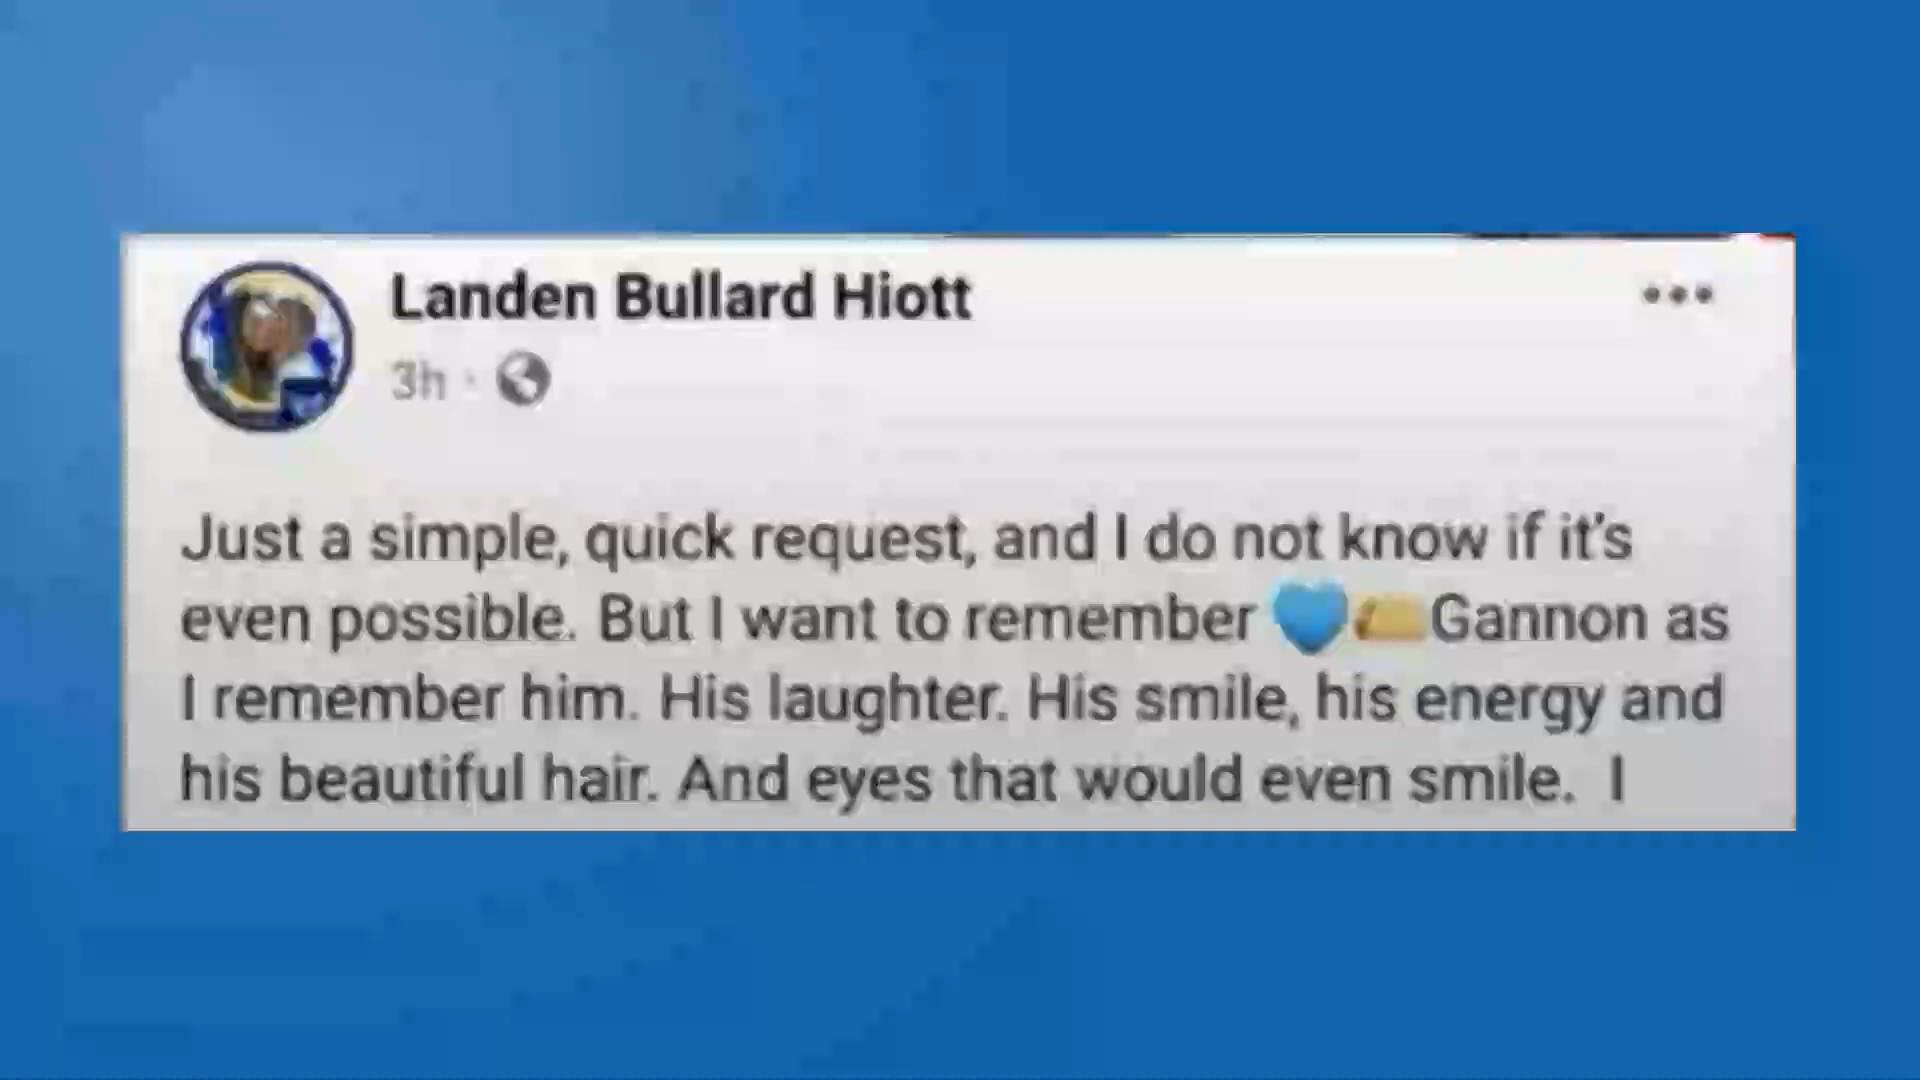 Landen Bullard Hiott
3h ·
Just a simple, quick request, and I do not know if it's
even possible. But I want to remember 💙🌮Gannon as
I remember him. His laughter. His smile, his energy and
his beautiful hair. And eyes that would even smile. I